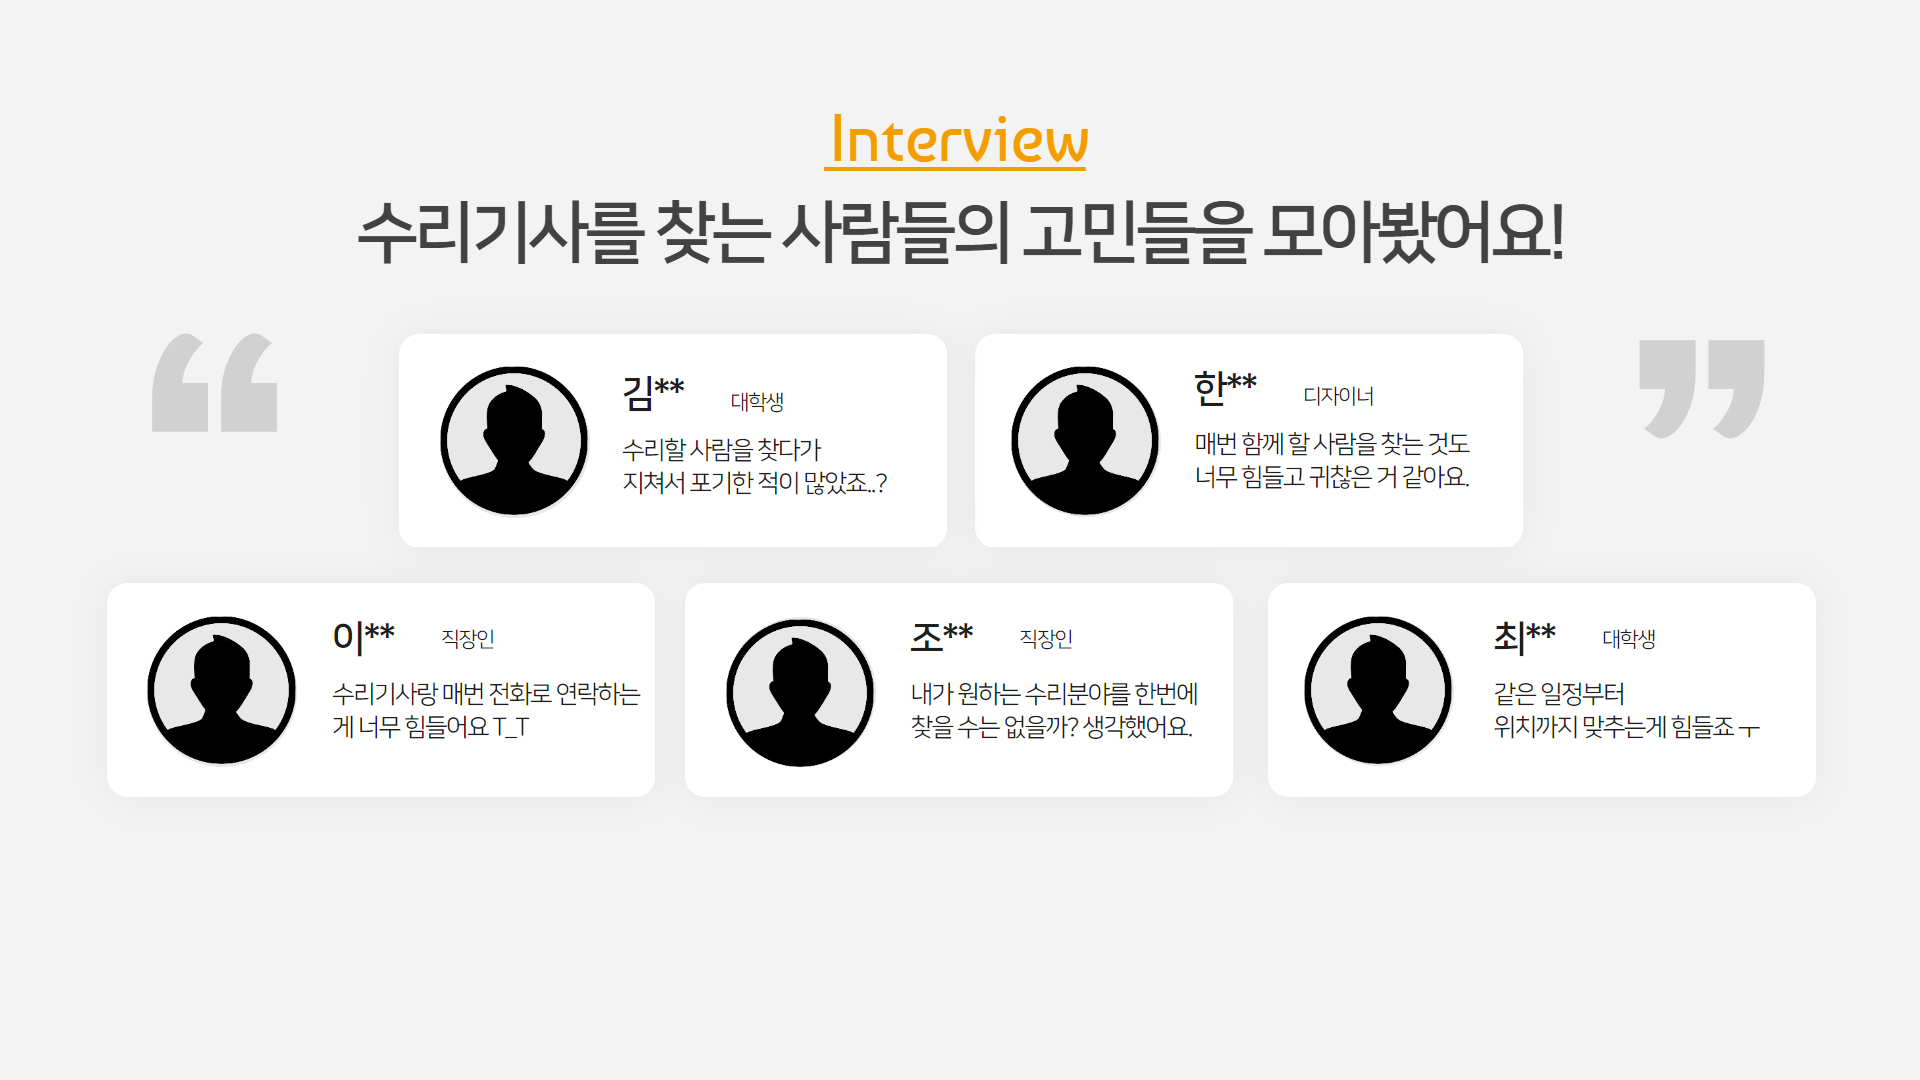 Interview
수리기사를 찾는 사람들의 고민들을 모아봤어요!
“
”
김** 대학생
수리할 사람을 찾다가
지쳐서 포기한 적이 많았죠..?
한** 디자이너
매번 함께 할 사람을 찾는 것도
너무 힘들고 귀찮은 거 같아요.
이** 직장인
수리기사랑 매번 전화로 연락하는
게 너무 힘들어요 T_T
조** 직장인
내가 원하는 수리분야를 한번에
찾을 수는 없을까? 생각했어요.
최** 대학생
같은 일정부터
위치까지 맞추는게 힘들죠 ㅜ